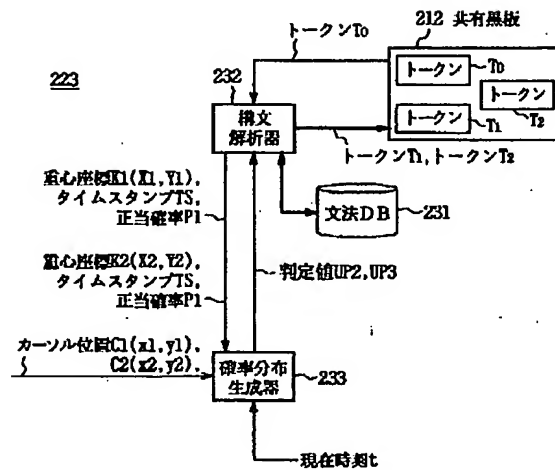 212 共有黒板
トークンT0
トークン
T0
トークン
T2
トークン
T1
223
232
構文
解析器
トークンT1,トークンT2
重心座標K1(X1,Y1),
タイムスタンプTS,
正当確率P1
文法DB
231
重心座標K2(X2,Y2),
タイムスタンプTS,
正当確率P1
判定値UP2,UP3
カーソル位置C1(x1,y1),
C2(x2,y2),
確率分布
生成器
233
現在時刻t